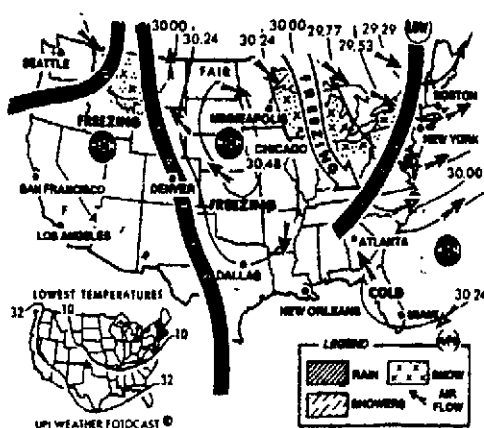 30.00
30.24
30.24
30.00
29.77
29.53
29.29
LOW
SEATTLE
FAIR
BOSTON
FREEZING
MINNEAPOLIS
FREEZING
NEW YORK
CHICAGO
30.48
30.00
SAN FRANCISCO
DENVER
FREEZING
F
LOS ANGELES
ATLANTA
DALLAS
LOWEST TEMPERATURES
COLD
30.24
NEW ORLEANS
MIAMI
32
10
10
32
LEGEND
RAIN
SNOW
SHOWERS
AIR
FLOW
UPI WEATHER FOTOCAST ©